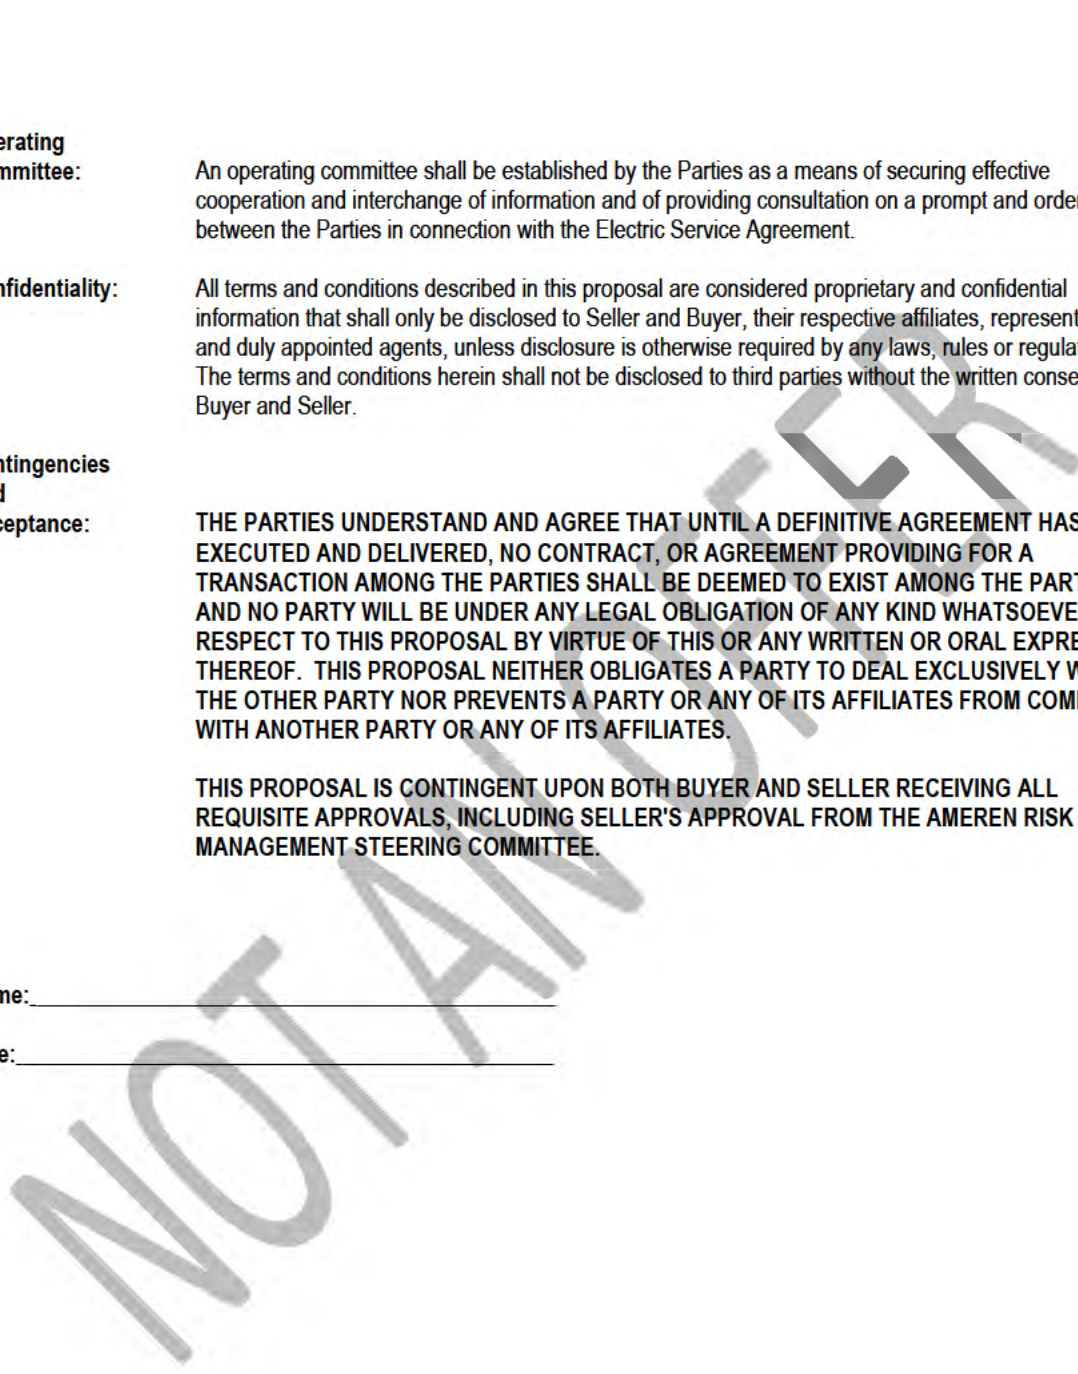 erating
mmittee: An operating committee shall be established by the Parties as a means of securing effective
cooperation and interchange of information and of providing consultation on a prompt and order
between the Parties in connection with the Electric Service Agreement.
nfidentiality: All terms and conditions described in this proposal are considered proprietary and confidential
information that shall only be disclosed to Seller and Buyer, their respective affiliates, represent
and duly appointed agents, unless disclosure is otherwise required by any laws, rules or regula
The terms and conditions herein shall not be disclosed to third parties without the written conse
Buyer and Seller.
ntingencies
d
ceptance: THE PARTIES UNDERSTAND AND AGREE THAT UNTIL A DEFINITIVE AGREEMENT HAS
EXECUTED AND DELIVERED, NO CONTRACT, OR AGREEMENT PROVIDING FOR A
TRANSACTION AMONG THE PARTIES SHALL BE DEEMED TO EXIST AMONG THE PART
AND NO PARTY WILL BE UNDER ANY LEGAL OBLIGATION OF ANY KIND WHATSOEVE
RESPECT TO THIS PROPOSAL BY VIRTUE OF THIS OR ANY WRITTEN OR ORAL EXPRE
THEREOF. THIS PROPOSAL NEITHER OBLIGATES A PARTY TO DEAL EXCLUSIVELY W
THE OTHER PARTY NOR PREVENTS A PARTY OR ANY OF ITS AFFILIATES FROM COM
WITH ANOTHER PARTY OR ANY OF ITS AFFILIATES.
THIS PROPOSAL IS CONTINGENT UPON BOTH BUYER AND SELLER RECEIVING ALL
REQUISITE APPROVALS, INCLUDING SELLER'S APPROVAL FROM THE AMEREN RISK
MANAGEMENT STEERING COMMITTEE.
me:
e:
NOT AN OFFER